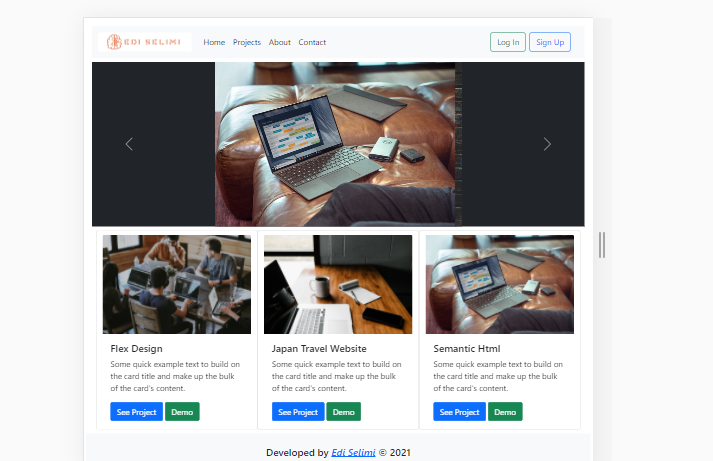 EDI SELIMI Home Projects About Contact Log In Sign Up
Flex Design
Some quick example text to build on
the card title and make up the bulk
of the card's content.
See Project Demo
Japan Travel Website
Some quick example text to build on
the card title and make up the bulk
of the card's content.
See Project Demo
Semantic Html
Some quick example text to build on
the card title and make up the bulk
of the card's content.
See Project Demo
Developed by Edi Selimi © 2021